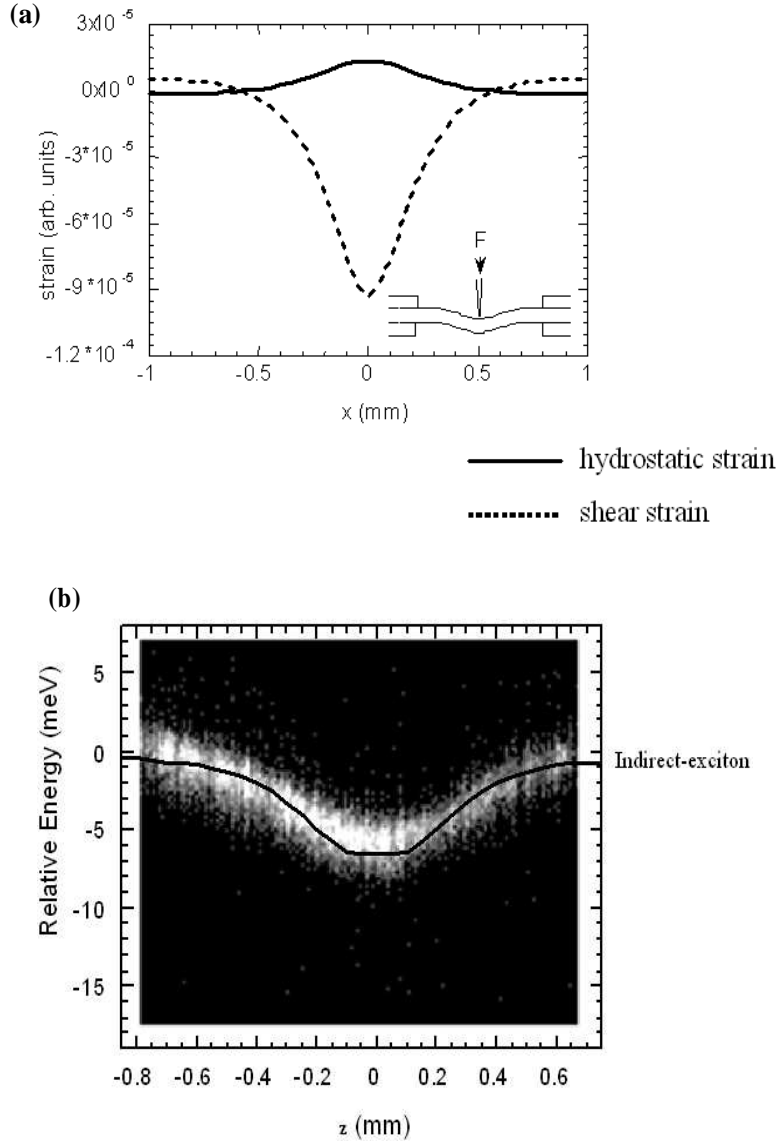 (a)
3x10 -5
0x10 0
-3*10 -5
-6*10 -5
-9*10 -5
-1.2*10 -4
strain (arb. units)
F
-1 -0.5 0 0.5 1
x (mm)
hydrostatic strain
shear strain
(b)
5
0
-5
-10
-15
Relative Energy (meV)
Indirect-exciton
-0.8 -0.6 -0.4 -0.2 0 0.2 0.4 0.6
z (mm)